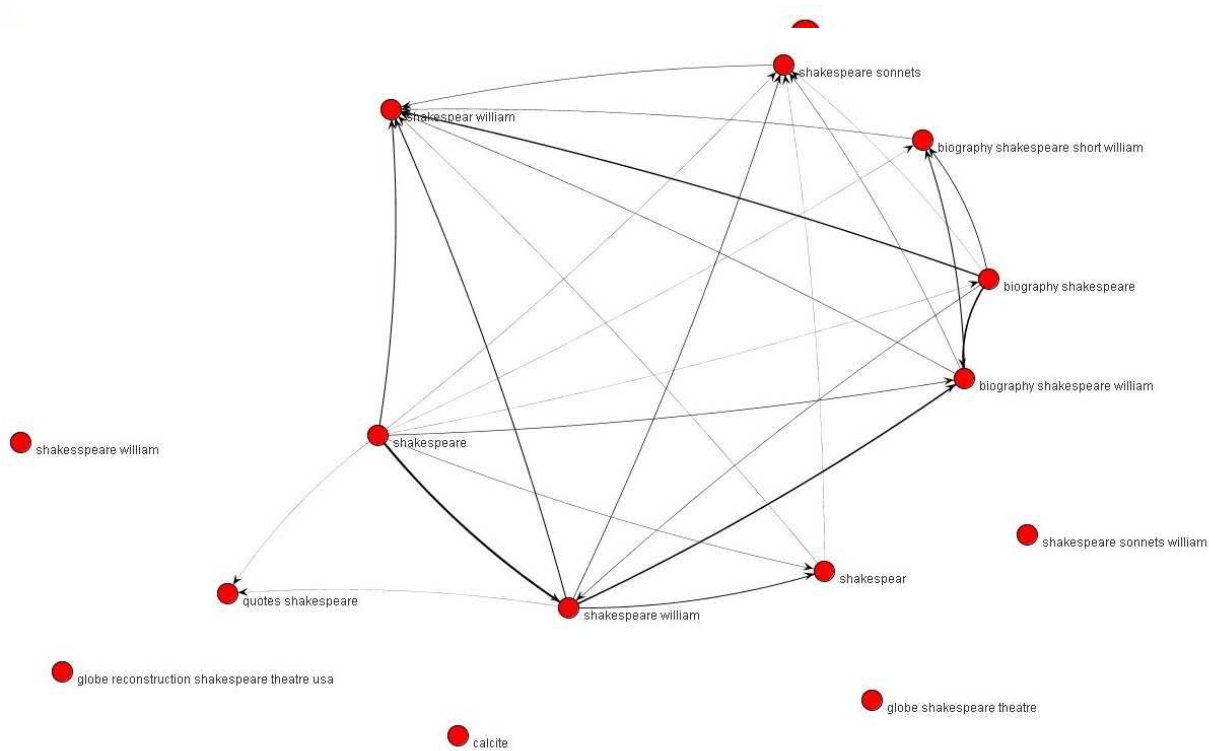 shakespeare sonnets
shakespear william
biography shakespeare short william
biography shakespeare
biography shakespeare william
shakespeare
shakesspeare william
shakespeare sonnets william
shakespear
quotes shakespeare
shakespeare william
globe reconstruction shakespeare theatre usa
globe shakespeare theatre
calcite